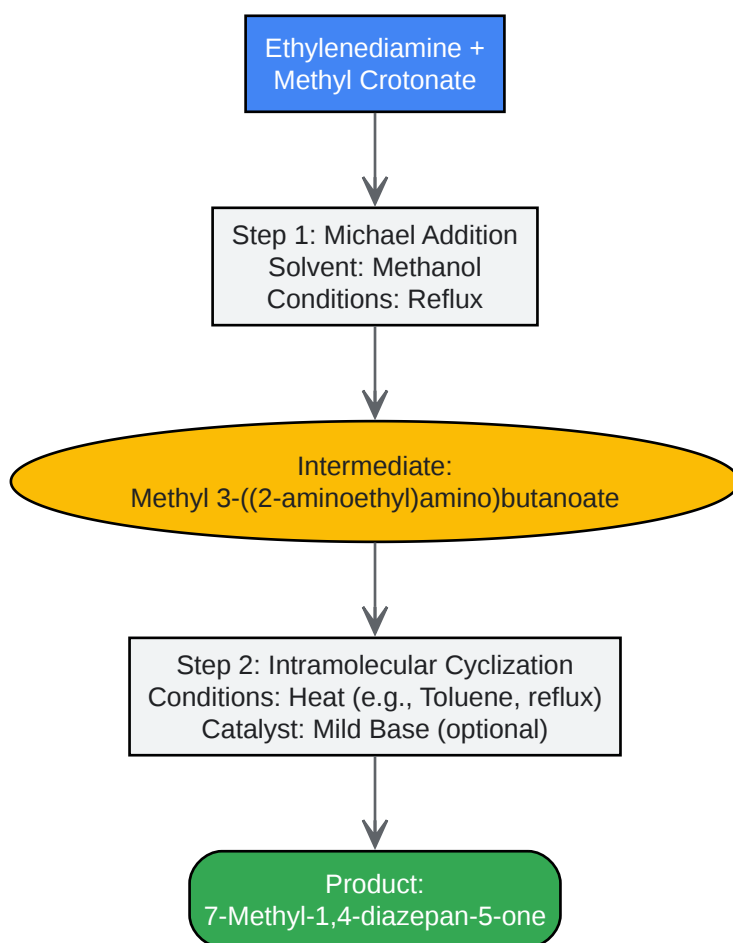 Ethylenediamine +
Methyl Crotonate
Step 1: Michael Addition
Solvent: Methanol
Conditions: Reflux
Intermediate:
Methyl 3-((2-aminoethyl)amino)butanoate
Step 2: Intramolecular Cyclization
Conditions: Heat (e.g., Toluene, reflux)
Catalyst: Mild Base (optional)
Product:
7-Methyl-1,4-diazepan-5-one